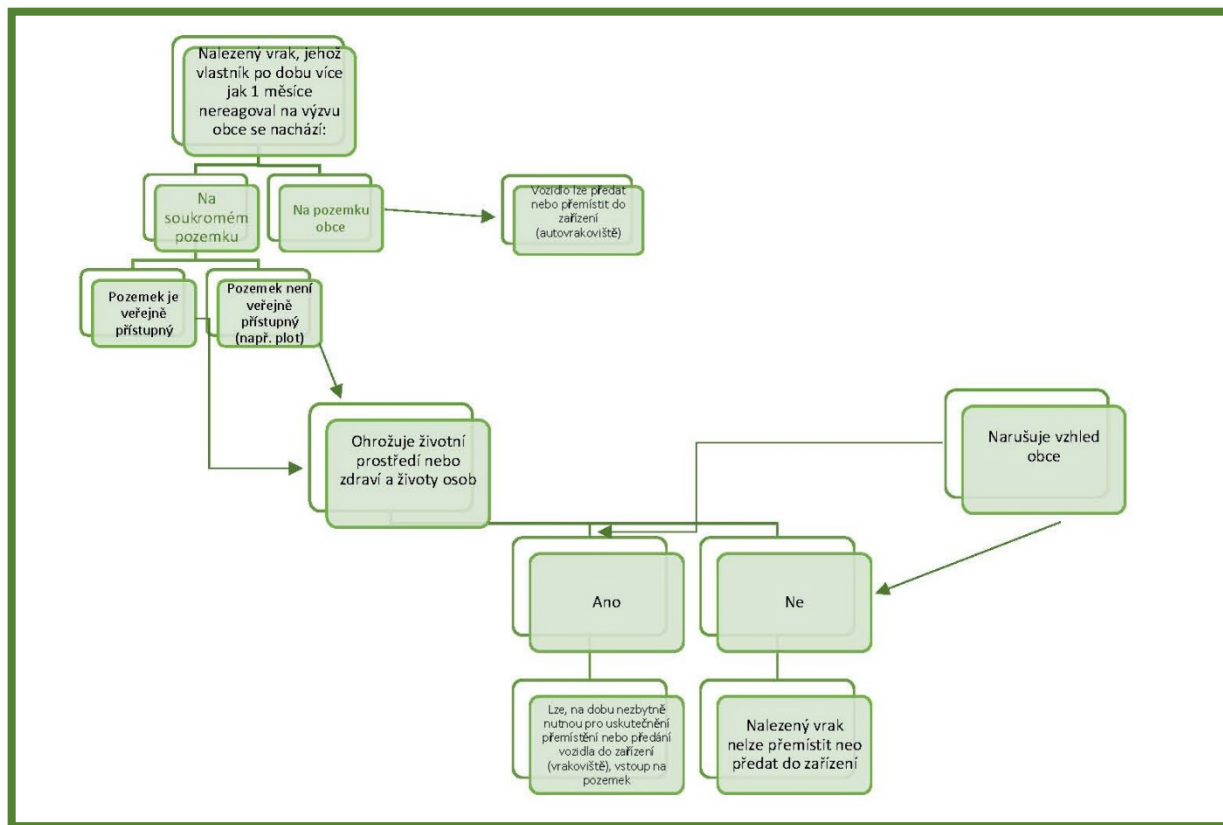 Nalezený vrak, jehož
vlastník po dobu více
jak 1 měsíce
nereagoval na výzvu
obce se nachází:
Na
soukromém
pozemku
Na pozemku
obce
Vozidlo lze předat
nebo přemístit do
zařízení
(autovrakoviště)
Pozemek je
veřejně
přístupný
Pozemek není
veřejně
přístupný
(např. plot)
Ohrožuje životní
prostředí nebo
zdraví a životy osob
Narušuje vzhled
obce
Ano
Ne
Lze, na dobu nezbytně
nutnou pro uskutečnění
přemístění nebo předání
vozidla do zařízení
(vrakoviště), vstoup na
pozemek
Nalezený vrak
nelze přemístit neo
předat do zařízení